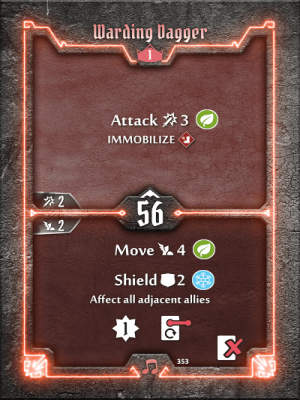 Warding Dagger
1
Attack 3
IMMOBILIZE
2
56
2
Move 4
Shield 2
Affect all adjacent allies
1
353